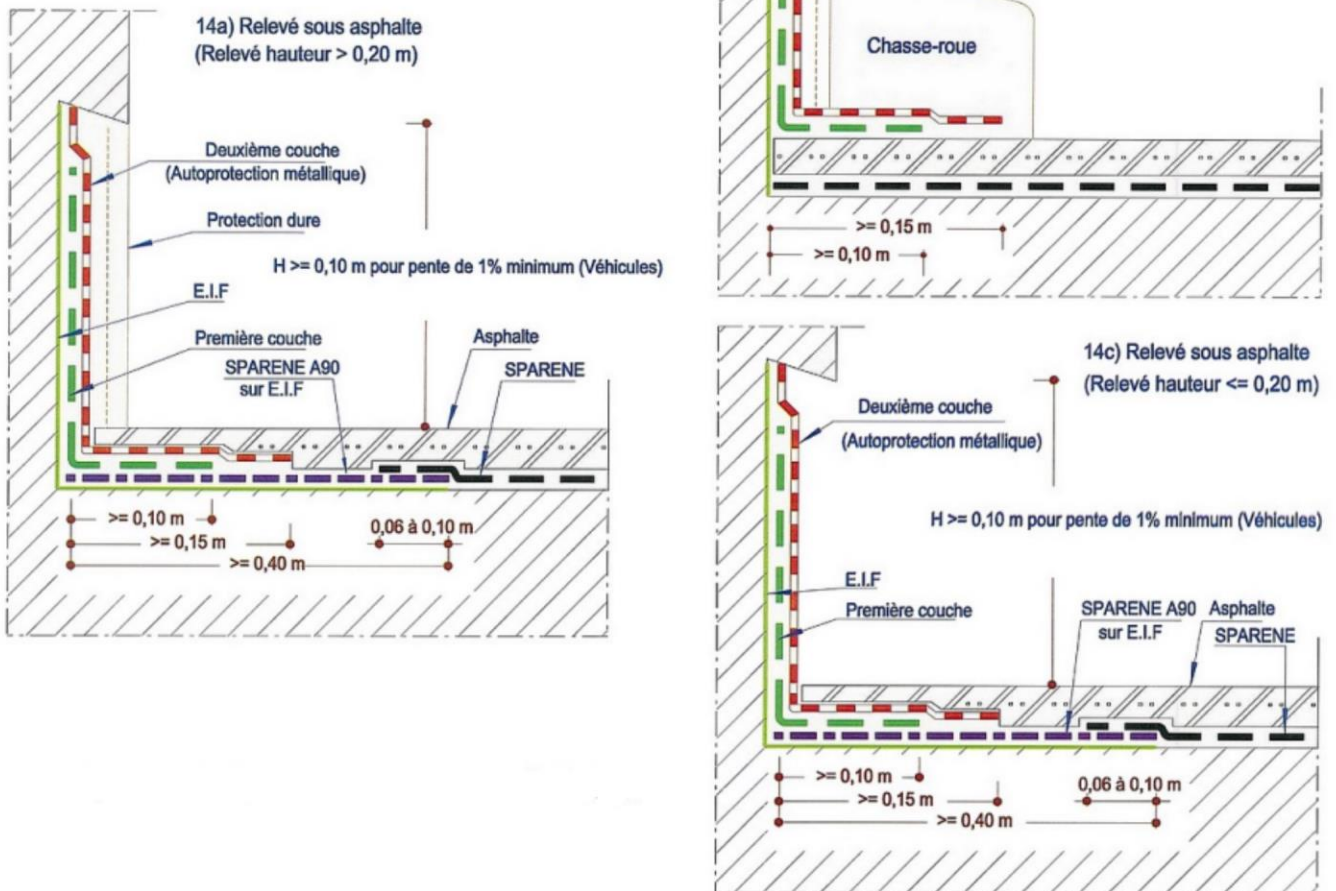 14a) Relevé sous asphalte
(Relevé hauteur > 0,20 m)
Deuxième couche
(Autoprotection métallique)
Protection dure
H >= 0,10 m pour pente de 1% minimum (Véhicules)
E.I.F
Première couche
SPARENE A90
sur E.I.F
Asphalte
SPARENE
>= 0,10 m
>= 0,15 m
>= 0,40 m
0,06 à 0,10 m
Chasse-roue
>= 0,15 m
>= 0,10 m
14c) Relevé sous asphalte
(Relevé hauteur <= 0,20 m)
Deuxième couche
(Autoprotection métallique)
H >= 0,10 m pour pente de 1% minimum (Véhicules)
E.I.F
Première couche
SPARENE A90
sur E.I.F
Asphalte
SPARENE
>= 0,10 m
>= 0,15 m
>= 0,40 m
0,06 à 0,10 m